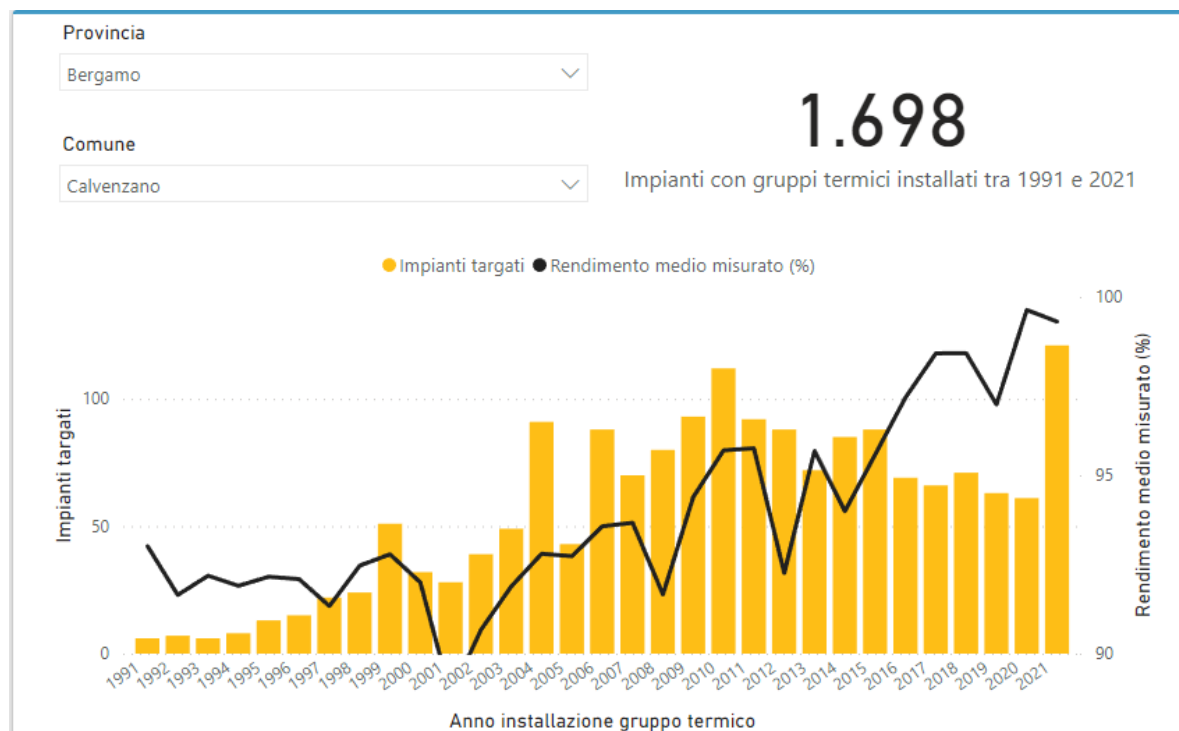 Provincia
Bergamo
Comune
Calvenzano
1.698
Impianti con gruppi termici installati tra 1991 e 2021
Impianti targati Rendimento medio misurato (%)
Impianti targati
100
50
0
Rendimento medio misurato (%)
100
95
90
1991 1992 1993 1994 1995 1996 1997 1998 1999 2000 2001 2002 2003 2004 2005 2006 2007 2008 2009 2010 2011 2012 2013 2014 2015 2016 2017 2018 2019 2020 2021
Anno installazione gruppo termico